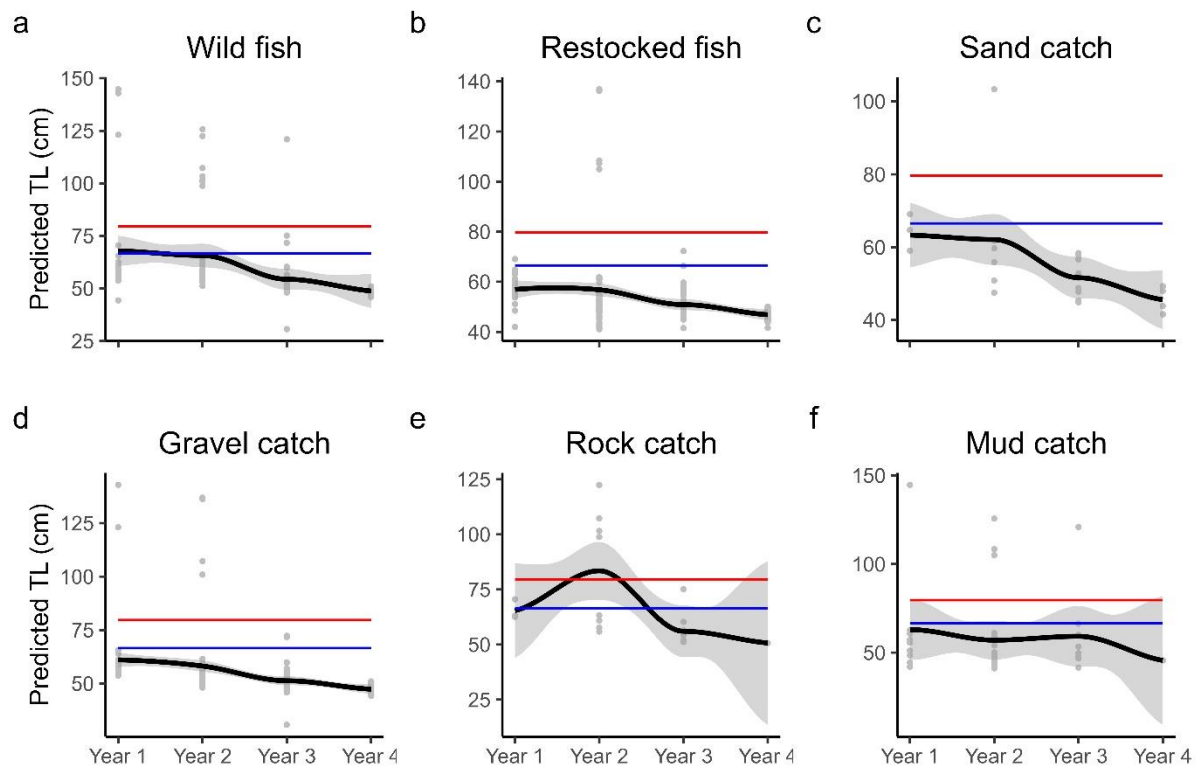 a
Wild fish
b
Restocked fish
c
Sand catch
Predicted TL (cm)
150
125
100
75
50
25
140
120
100
80
60
40
100
80
60
40
d
Gravel catch
e
Rock catch
f
Mud catch
Predicted TL (cm)
125
100
75
50
125
100
75
50
25
150
100
50
Year 1 Year 2 Year 3 Year 4
Year 1 Year 2 Year 3 Year 4
Year 1 Year 2 Year 3 Year 4